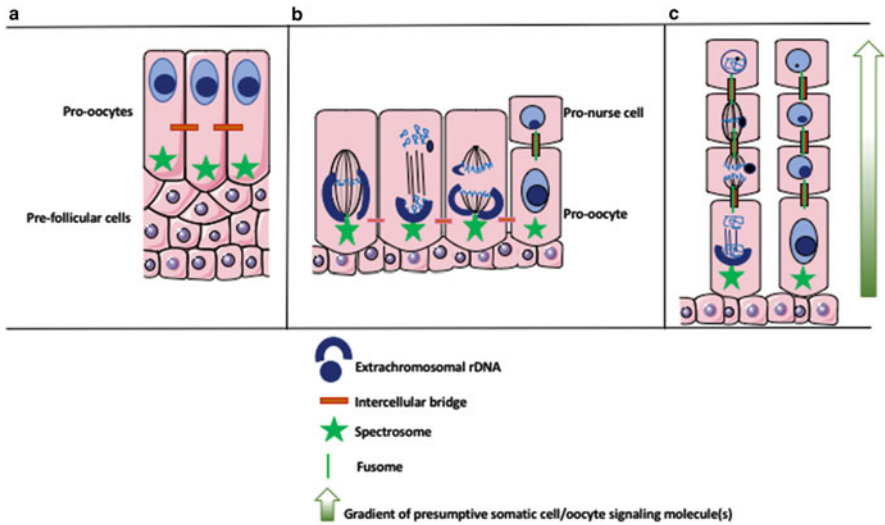 a
b
c
Pro-oocytes
Pre-follicular cells
Pro-nurse cell
Pro-oocyte
Extrachromosomal rDNA
Intercellular bridge
Spectrosome
Fusome
Gradient of presumptive somatic cell/oocyte signaling molecule(s)